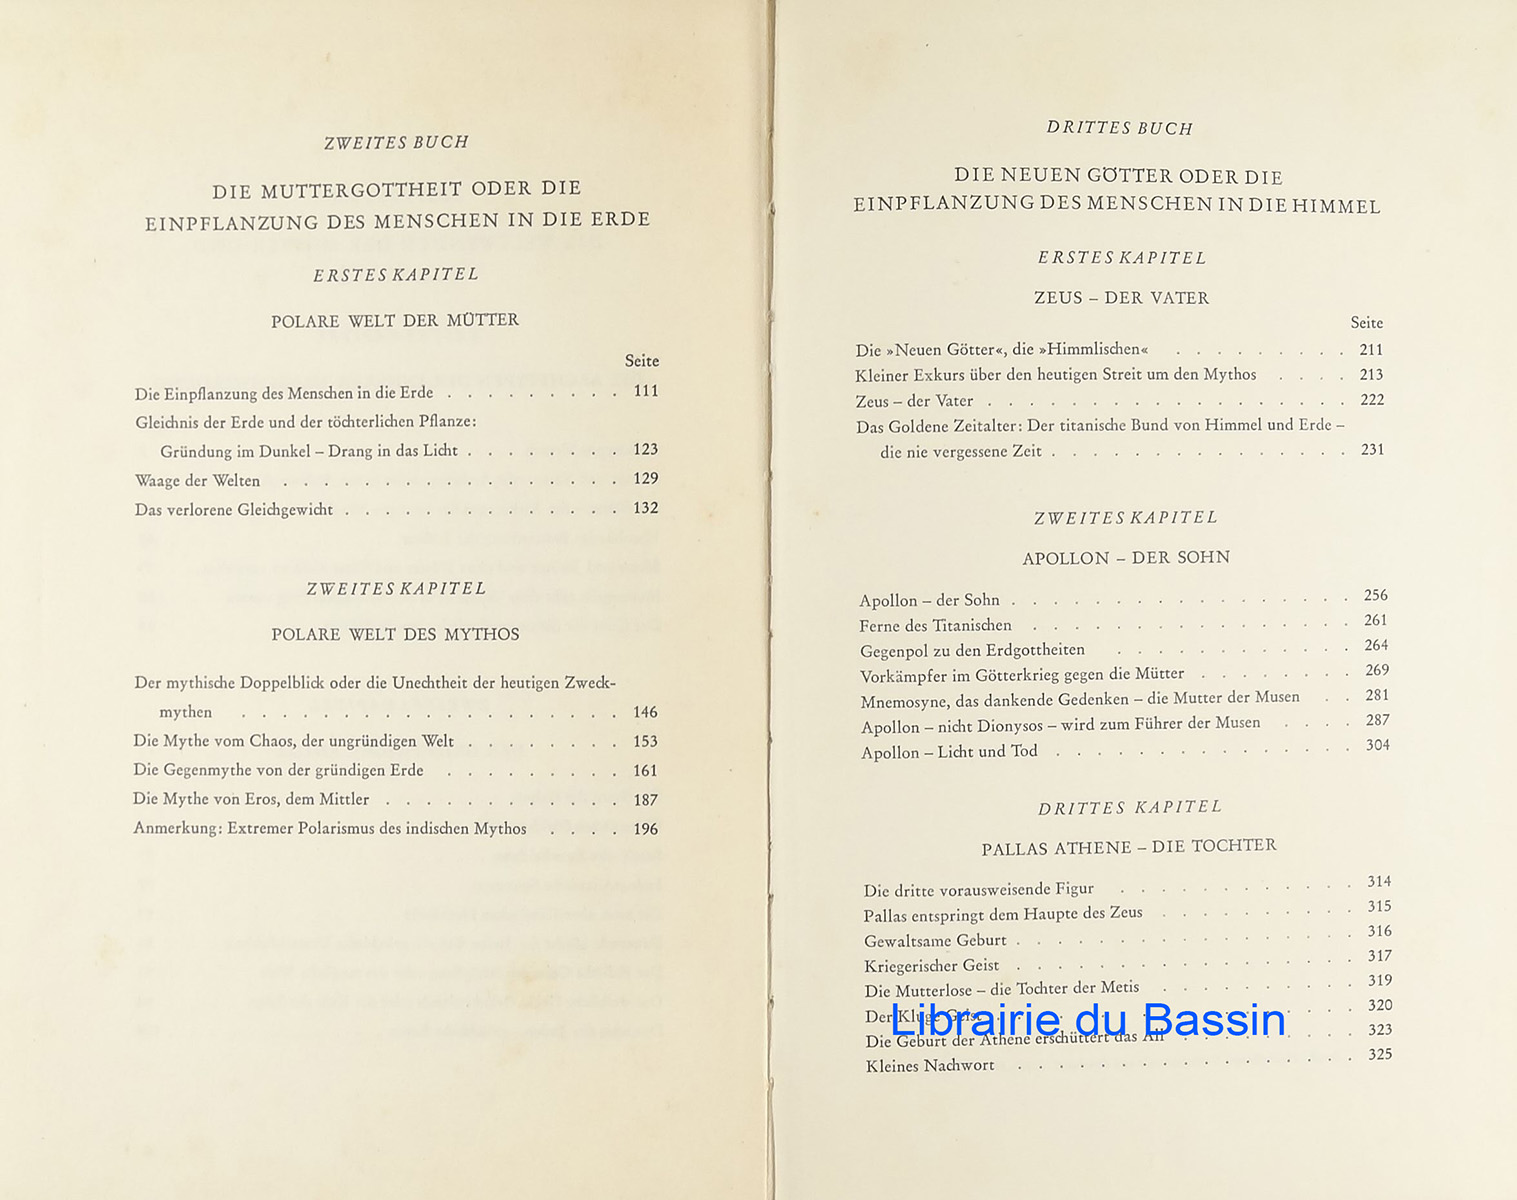 ZWEITES BUCH
DIE MUTTERGOTTHEIT ODER DIE
EINPFLANZUNG DES MENSCHEN IN DIE ERDE
ERSTES KAPITEL
POLARE WELT DER MÜTTER
Seite
Die Einpflanzung des Menschen in die Erde . . . . . . . . . 111
Gleichnis der Erde und der töchterlichen Pflanze:
Gründung im Dunkel – Drang in das Licht . . . . . . . . 123
Waage der Welten . . . . . . . . . . . . . . . . . 129
Das verlorene Gleichgewicht . . . . . . . . . . . . . . 132
ZWEITES KAPITEL
POLARE WELT DES MYTHOS
Der mythische Doppelblick oder die Unechtheit der heutigen Zweck-
mythen . . . . . . . . . . . . . . . . . . . 146
Die Mythe vom Chaos, der ungründigen Welt . . . . . . . . 153
Die Gegenmythe von der gründigen Erde . . . . . . . . . 161
Die Mythe von Eros, dem Mittler . . . . . . . . . . . . 187
Anmerkung: Extremer Polarismus des indischen Mythos . . . . 196
DRITTES BUCH
DIE NEUEN GÖTTER ODER DIE
EINPFLANZUNG DES MENSCHEN IN DIE HIMMEL
ERSTES KAPITEL
ZEUS – DER VATER
Seite
Die »Neuen Götter«, die »Himmlischen« . . . . . . . . . 211
Kleiner Exkurs über den heutigen Streit um den Mythos . . . . 213
Zeus – der Vater . . . . . . . . . . . . . . . . . . 222
Das Goldene Zeitalter: Der titanische Bund von Himmel und Erde –
die nie vergessene Zeit . . . . . . . . . . . . . . . 231
ZWEITES KAPITEL
APOLLON – DER SOHN
Apollon – der Sohn . . . . . . . . . . . . . . . . . 256
Ferne des Titanischen . . . . . . . . . . . . . . . . 261
Gegenpol zu den Erdgottheiten . . . . . . . . . . . . 264
Vorkämpfer im Götterkrieg gegen die Mütter . . . . . . . . 269
Mnemosyne, das dankende Gedenken – die Mutter der Musen . . 281
Apollon – nicht Dionysos – wird zum Führer der Musen . . . . 287
Apollon – Licht und Tod . . . . . . . . . . . . . . . 304
DRITTES KAPITEL
PALLAS ATHENE – DIE TOCHTER
Die dritte vorausweisende Figur . . . . . . . . . . . . 314
Pallas entspringt dem Haupte des Zeus . . . . . . . . . . 315
Gewaltsame Geburt . . . . . . . . . . . . . . . . . 316
Kriegerischer Geist . . . . . . . . . . . . . . . . . 317
Die Mutterlose – die Tochter der Metis . . . . . . . . . . 319
Der Kluge Geist . . . . . . . . . . . . . . . . . . 320
Librairie du Bassin
Die Geburt der Athene erschüttert das All . . . . . . . . . 323
Kleines Nachwort . . . . . . . . . . . . . . . . . 325